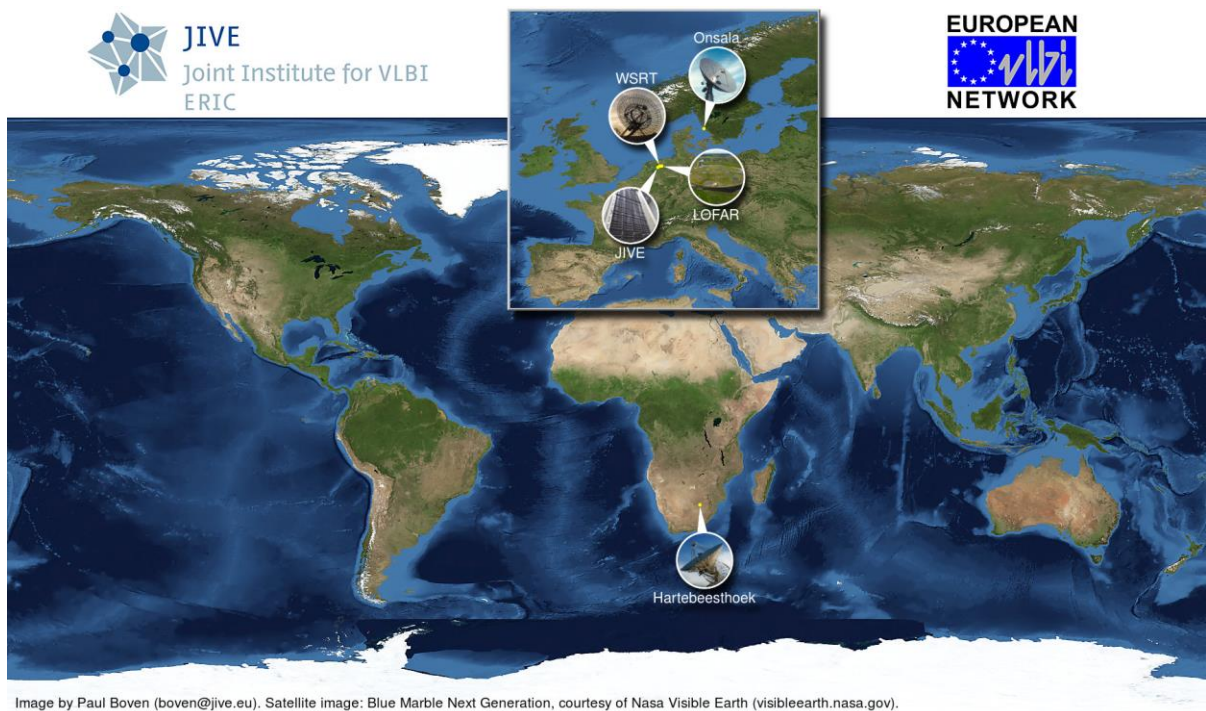 JIVE
Joint Institute for VLBI
ERIC
EUROPEAN
vlbi
NETWORK
Onsala
WSRT
LOFAR
JIVE
Hartebeesthoek
Image by Paul Boven (boven@jive.eu). Satellite image: Blue Marble Next Generation, courtesy of Nasa Visible Earth (visibleearth.nasa.gov).